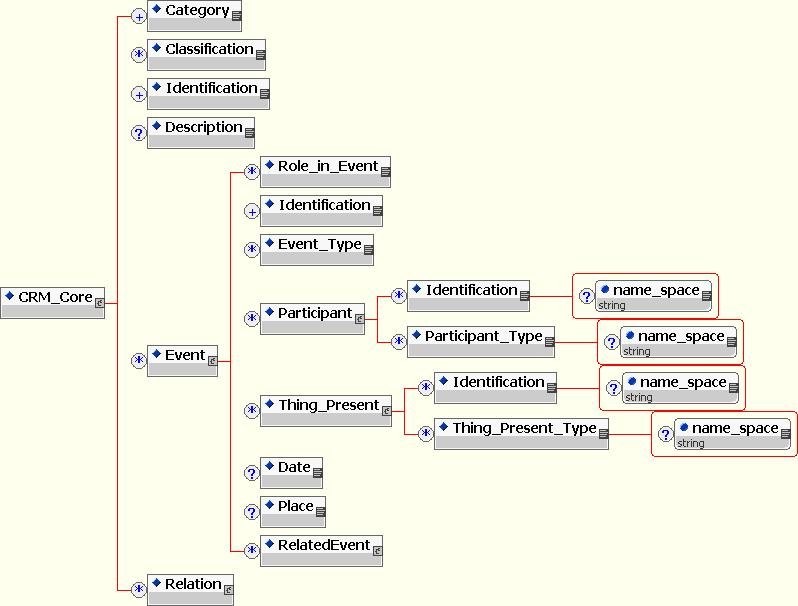 Category
Classification
Identification
Description
Role_in_Event
Identification
Event_Type
Identification
name_space
string
CRM_Core
Participant
Participant_Type
name_space
string
Event
Identification
name_space
string
Thing_Present
Thing_Present_Type
name_space
string
Date
Place
RelatedEvent
Relation